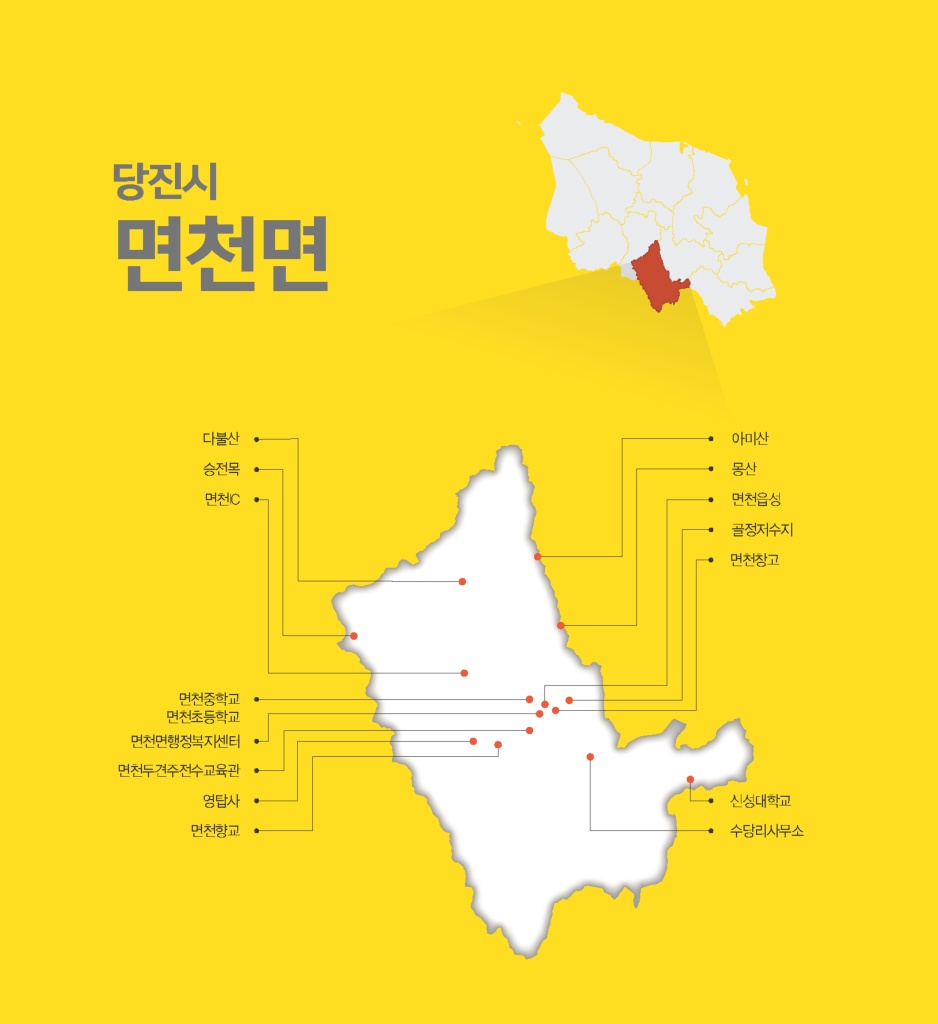 당진시
면천면
다불산
승전목
면천IC
아미산
몽산
면천읍성
골정저수지
면천창고
면천중학교
면천초등학교
면천면행정복지센터
면천두견주전수교육관
영탑사
면천향교
신성대학교
수당리사무소